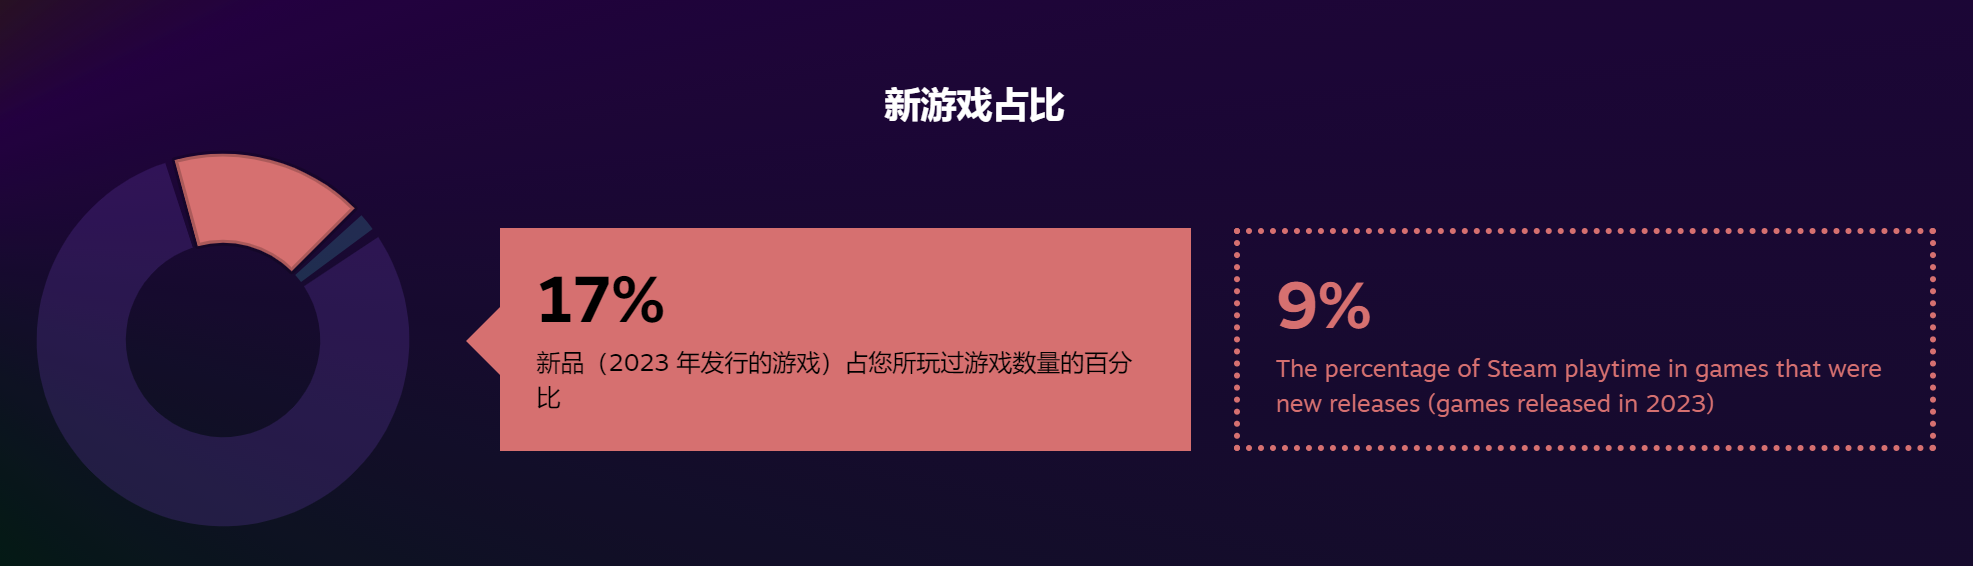 新游戏占比
17%
新品（2023 年发行的游戏）占您所玩过游戏数量的百分
比
9%
The percentage of Steam playtime in games that were
new releases (games released in 2023)